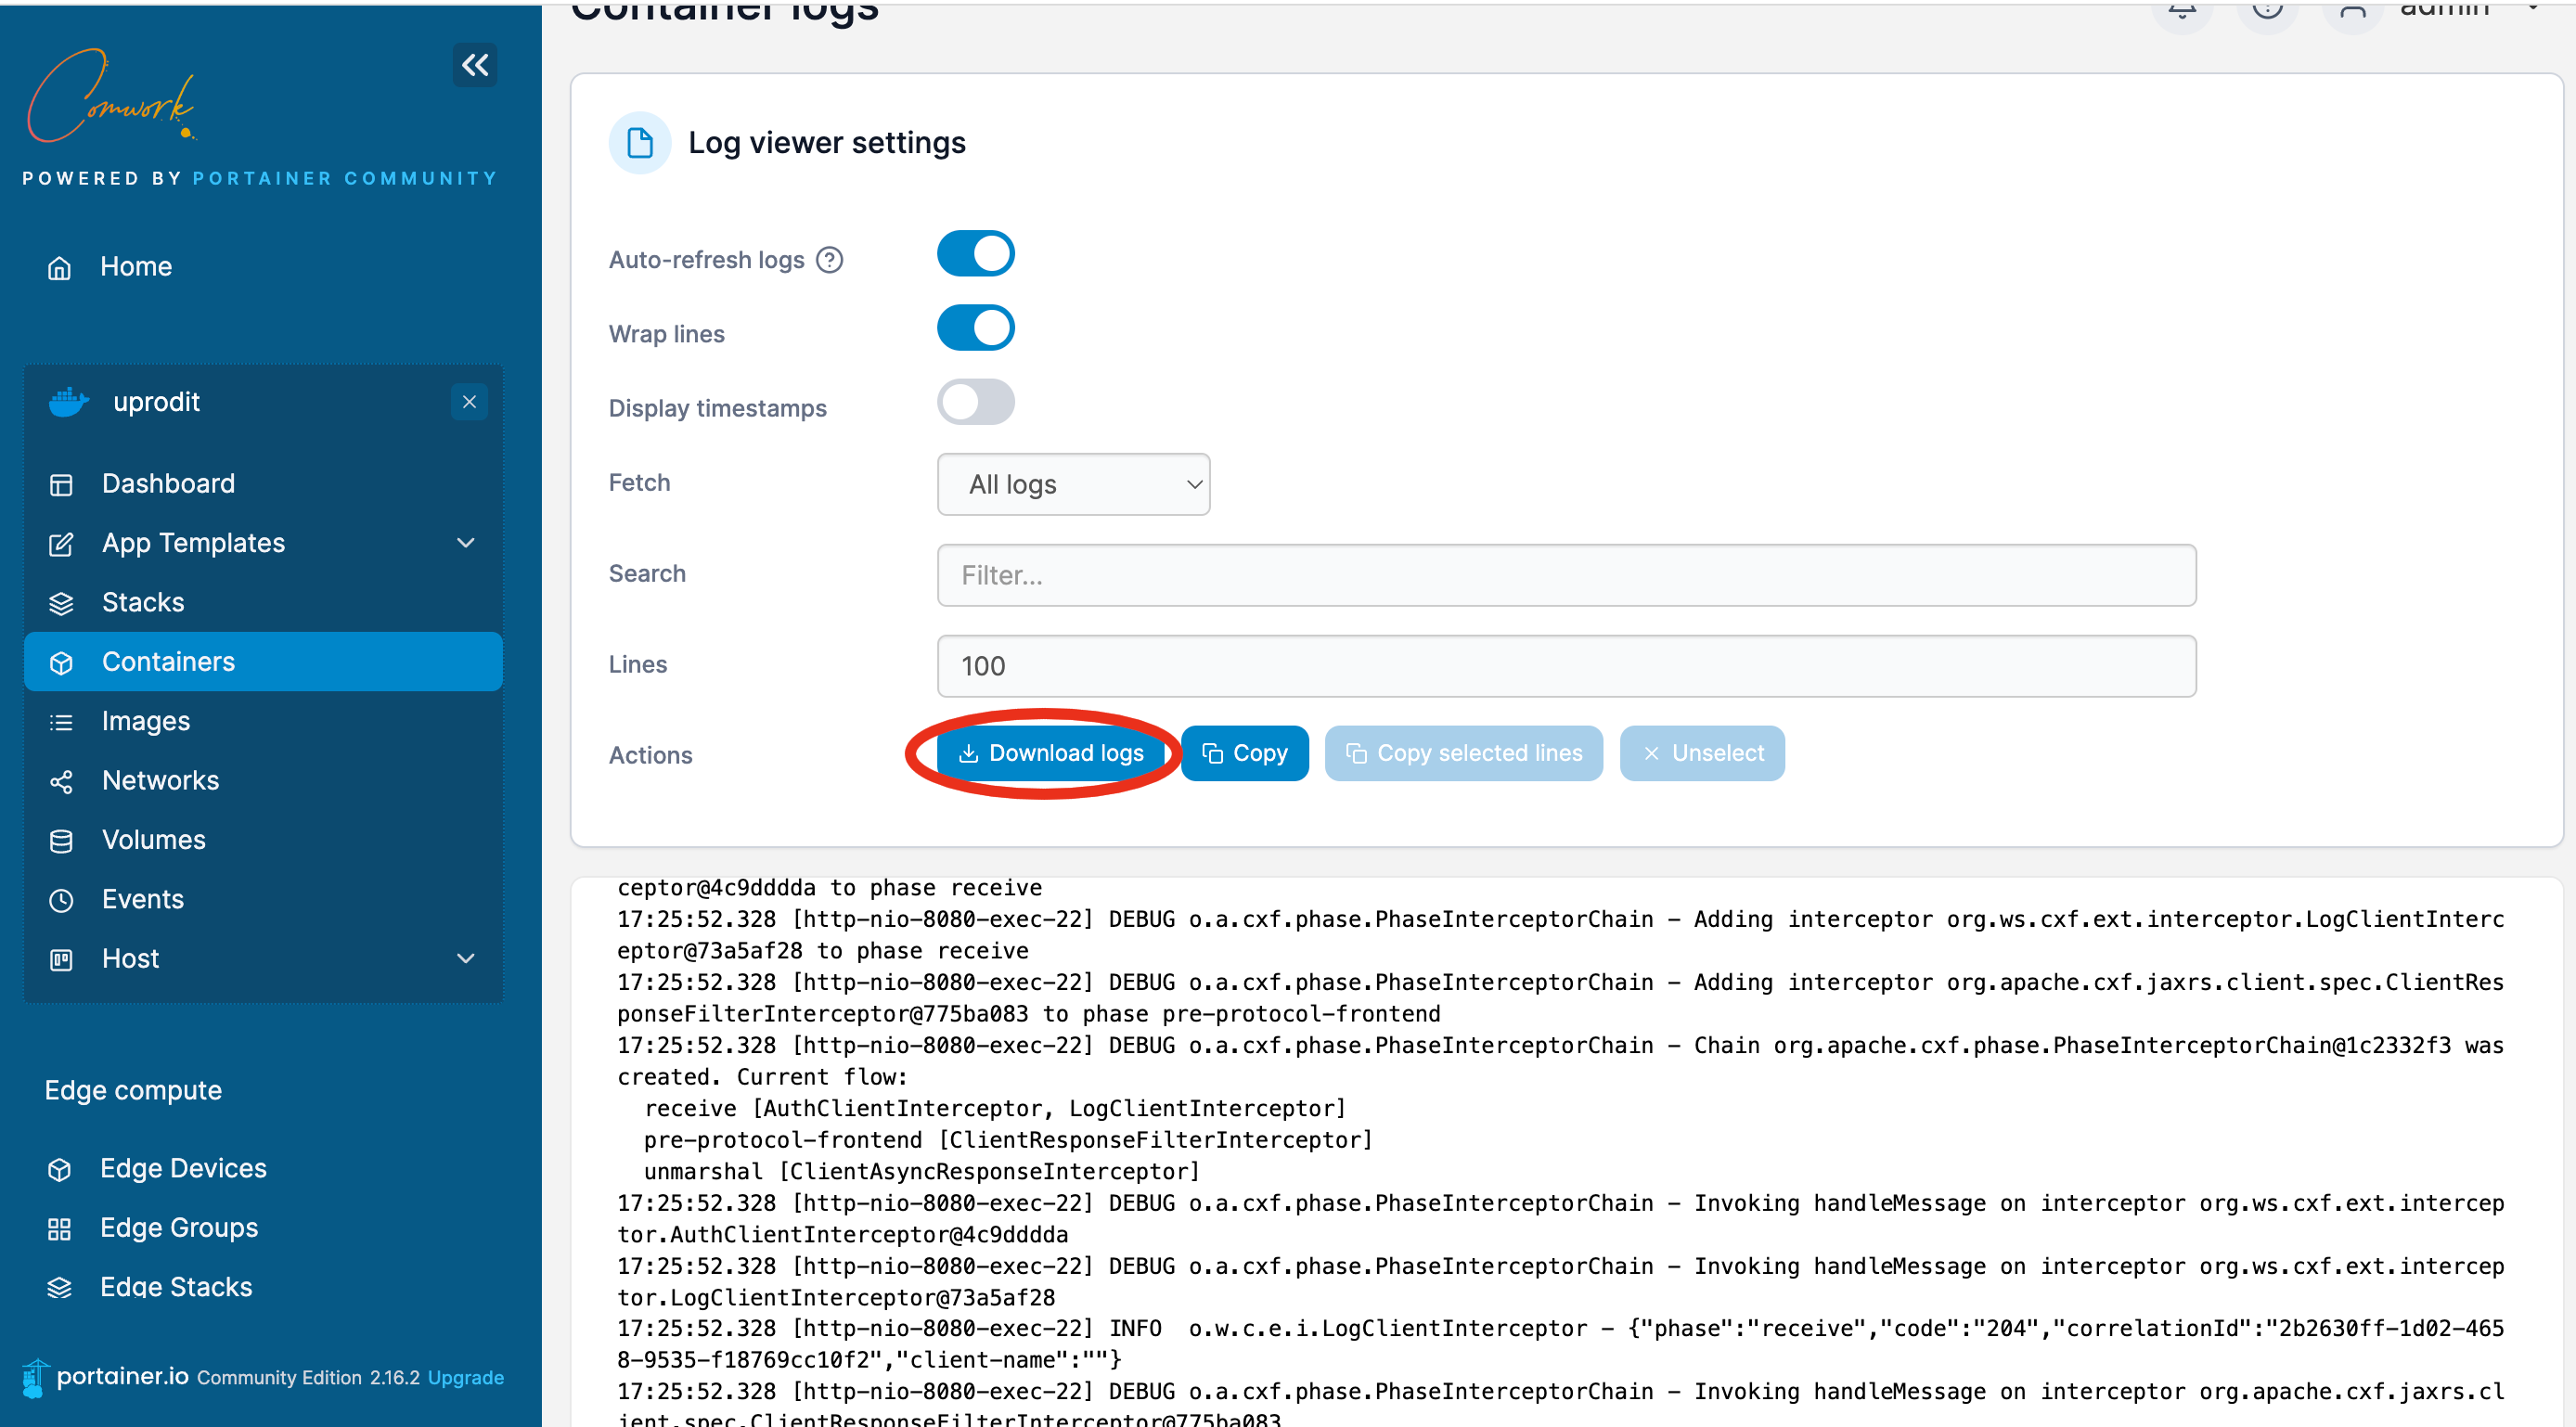 Container logs
admin
Comwork
POWERED BY PORTAINER COMMUNITY
Home
uprodit
Dashboard
App Templates
Stacks
Containers
Images
Networks
Volumes
Events
Host
Edge compute
Edge Devices
Edge Groups
Edge Stacks
portainer.io Community Edition 2.16.2 Upgrade
Log viewer settings
Auto-refresh logs
Wrap lines
Display timestamps
Fetch All logs
Search Filter...
Lines 100
Actions Download logs Copy Copy selected lines Unselect
ceptor@4c9dddda to phase receive
17:25:52.328 [http-nio-8080-exec-22] DEBUG o.a.cxf.phase.PhaseInterceptorChain - Adding interceptor org.ws.cxf.ext.interceptor.LogClientInterc
eptor@73a5af28 to phase receive
17:25:52.328 [http-nio-8080-exec-22] DEBUG o.a.cxf.phase.PhaseInterceptorChain - Adding interceptor org.apache.cxf.jaxrs.client.spec.ClientRes
ponseFilterInterceptor@775ba083 to phase pre-protocol-frontend
17:25:52.328 [http-nio-8080-exec-22] DEBUG o.a.cxf.phase.PhaseInterceptorChain - Chain org.apache.cxf.phase.PhaseInterceptorChain@1c2332f3 was
created. Current flow:
receive [AuthClientInterceptor, LogClientInterceptor]
pre-protocol-frontend [ClientResponseFilterInterceptor]
unmarshal [ClientAsyncResponseInterceptor]
17:25:52.328 [http-nio-8080-exec-22] DEBUG o.a.cxf.phase.PhaseInterceptorChain - Invoking handleMessage on interceptor org.ws.cxf.ext.intercep
tor.AuthClientInterceptor@4c9dddda
17:25:52.328 [http-nio-8080-exec-22] DEBUG o.a.cxf.phase.PhaseInterceptorChain - Invoking handleMessage on interceptor org.ws.cxf.ext.intercep
tor.LogClientInterceptor@73a5af28
17:25:52.328 [http-nio-8080-exec-22] INFO  o.w.c.e.i.LogClientInterceptor - {"phase":"receive","code":"204","correlationId":"2b2630ff-1d02-465
8-9535-f18769cc10f2","client-name":""}
17:25:52.328 [http-nio-8080-exec-22] DEBUG o.a.cxf.phase.PhaseInterceptorChain - Invoking handleMessage on interceptor org.apache.cxf.jaxrs.cl
ient.spec.ClientResponseFilterInterceptor@775ba083